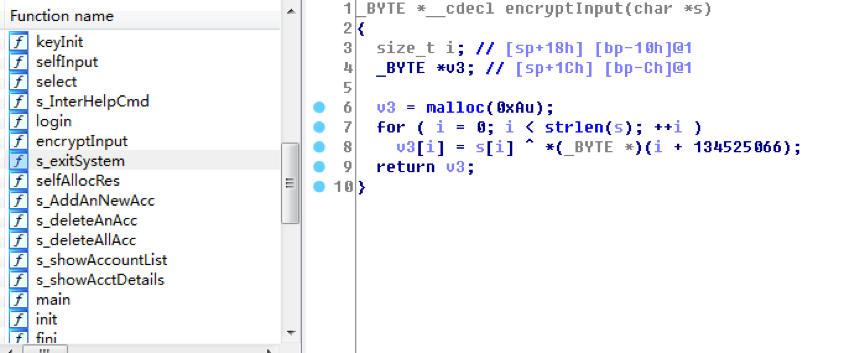 Function name
keyInit
selfInput
select
s_InterHelpCmd
login
encryptInput
s_exitSystem
selfAllocRes
s_AddAnNewAcc
s_deleteAnAcc
s_deleteAllAcc
s_showAccountList
s_showAcctDetails
main
init
fini
1 _BYTE *__cdecl encryptInput(char *s)
2 {
3 size_t i; // [sp+18h] [bp-10h]@1
4 _BYTE *v3; // [sp+1Ch] [bp-Ch]@1
5
6 v3 = malloc(0xAu);
7 for ( i = 0; i < strlen(s); ++i )
8 v3[i] = s[i] ^ *(_BYTE *)(i + 134525066);
9 return v3;
10 }